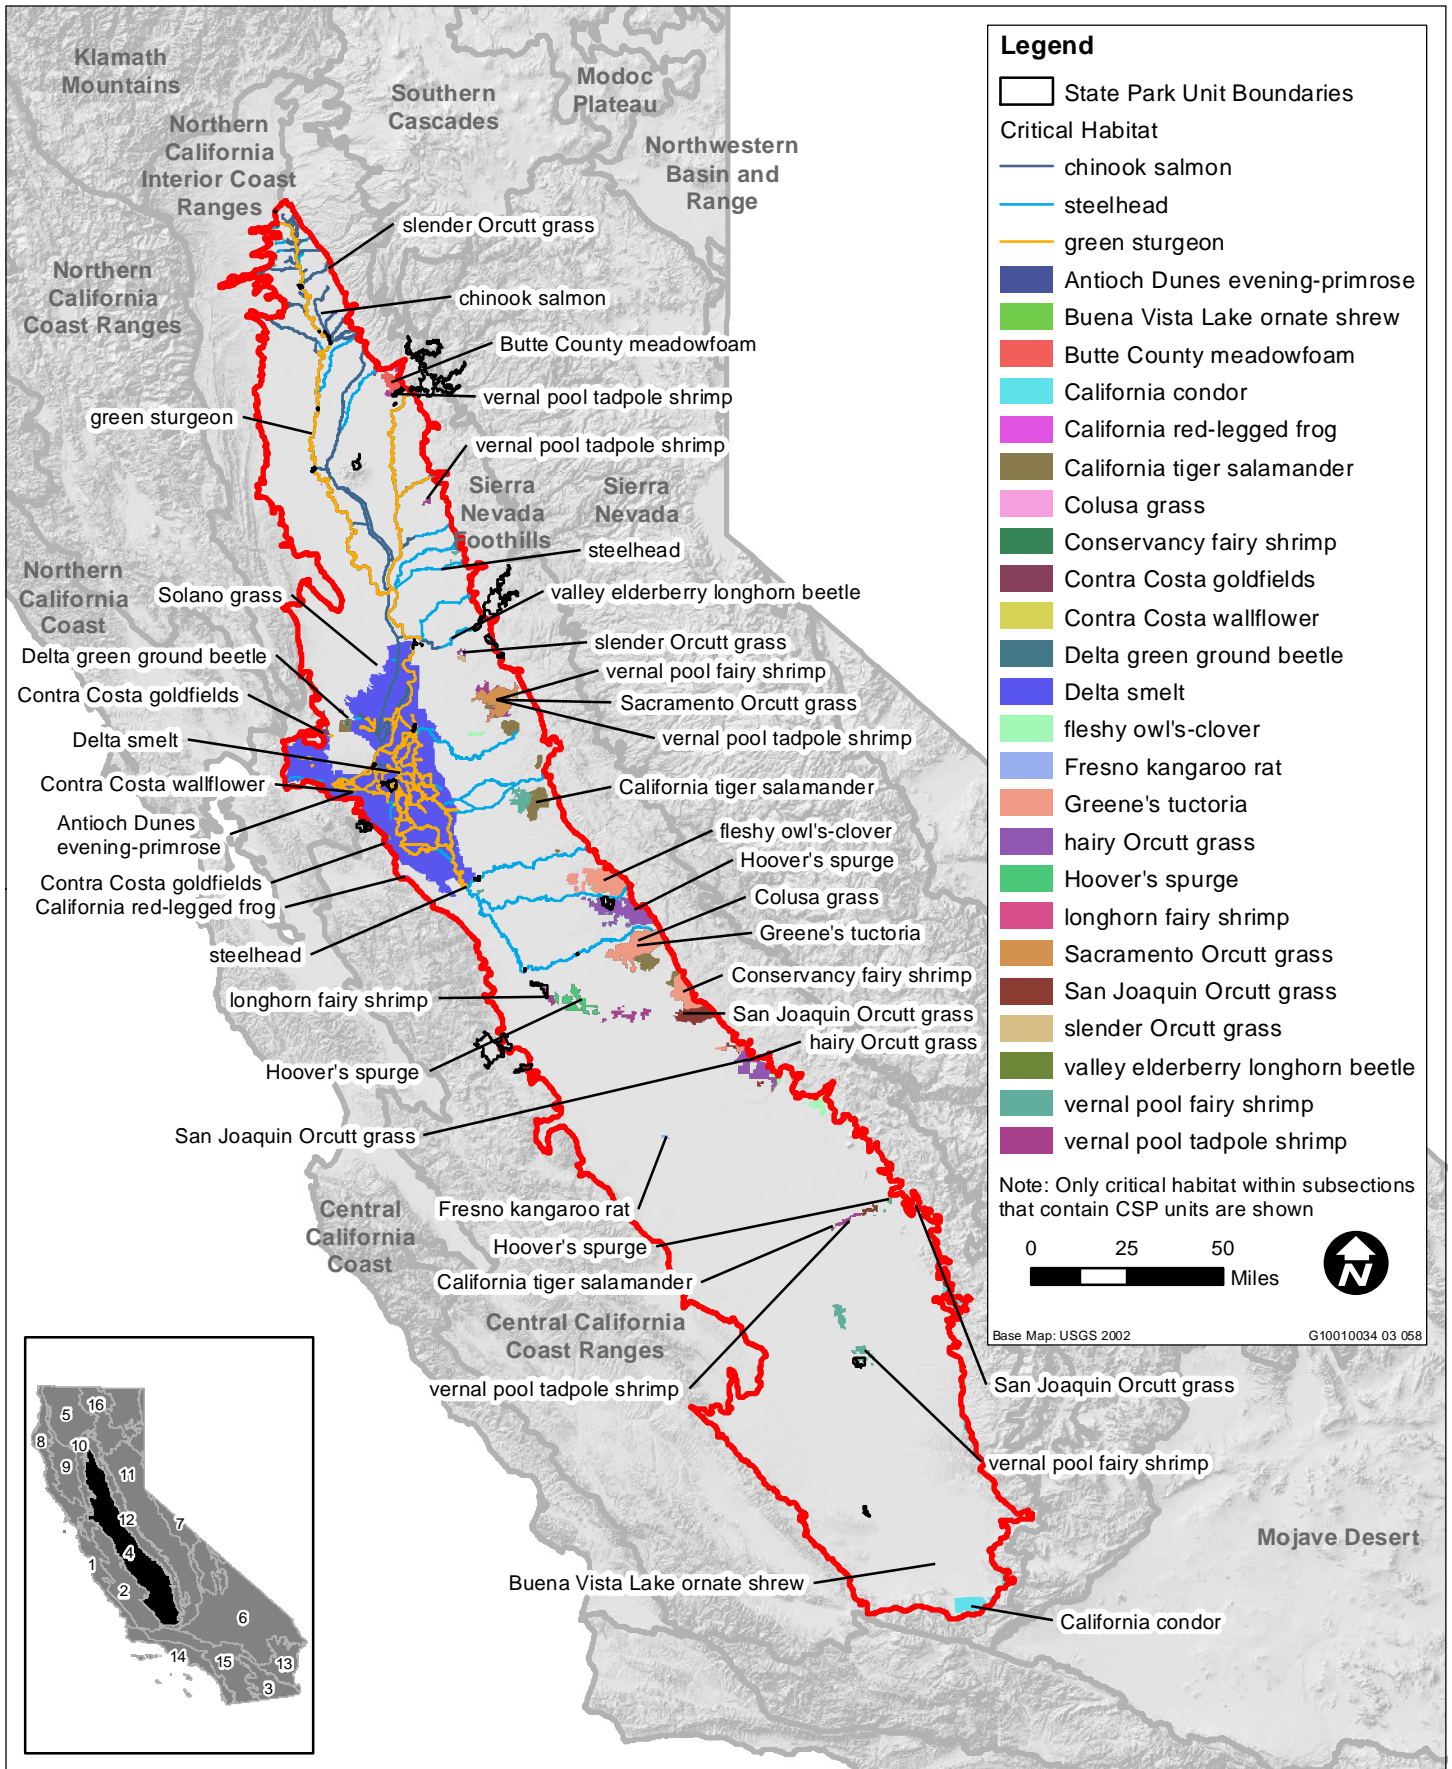 Klamath
Mountains
Southern
Cascades
Modoc
Plateau
Northern
California
Interior Coast
Ranges
Northwestern
Basin and
Range
Northern
California
Coast Ranges
slender Orcutt grass
chinook salmon
Butte County meadowfoam
vernal pool tadpole shrimp
green sturgeon
vernal pool tadpole shrimp
Sierra
Nevada
Foothills
Sierra
Nevada
steelhead
Northern
California
Coast
Solano grass
valley elderberry longhorn beetle
slender Orcutt grass
Delta green ground beetle
vernal pool fairy shrimp
Contra Costa goldfields
Sacramento Orcutt grass
Delta smelt
vernal pool tadpole shrimp
Contra Costa wallflower
California tiger salamander
Antioch Dunes
evening-primrose
fleshy owl's-clover
Hoover's spurge
Contra Costa goldfields
Colusa grass
California red-legged frog
Greene's tuctoria
steelhead
Conservancy fairy shrimp
longhorn fairy shrimp
San Joaquin Orcutt grass
hairy Orcutt grass
Hoover's spurge
San Joaquin Orcutt grass
Fresno kangaroo rat
Central
California
Coast
Hoover's spurge
California tiger salamander
Central California
Coast Ranges
vernal pool tadpole shrimp
San Joaquin Orcutt grass
vernal pool fairy shrimp
Mojave Desert
Buena Vista Lake ornate shrew
California condor
Legend
State Park Unit Boundaries
Critical Habitat
chinook salmon
steelhead
green sturgeon
Antioch Dunes evening-primrose
Buena Vista Lake ornate shrew
Butte County meadowfoam
California condor
California red-legged frog
California tiger salamander
Colusa grass
Conservancy fairy shrimp
Contra Costa goldfields
Contra Costa wallflower
Delta green ground beetle
Delta smelt
fleshy owl's-clover
Fresno kangaroo rat
Greene's tuctoria
hairy Orcutt grass
Hoover's spurge
longhorn fairy shrimp
Sacramento Orcutt grass
San Joaquin Orcutt grass
slender Orcutt grass
valley elderberry longhorn beetle
vernal pool fairy shrimp
vernal pool tadpole shrimp
Note: Only critical habitat within subsections
that contain CSP units are shown
0 25 50
Miles
N
Base Map: USGS 2002 G10010034 03 058
5
16
8
10
9
11
12
7
4
1
2
6
14
15
13
3